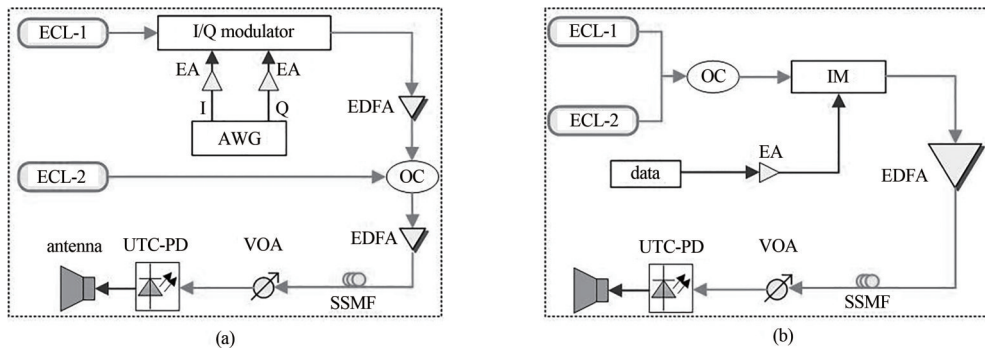 ECL-1
I/Q modulator
EA
EA
I
Q
AWG
EDFA
ECL-2
OC
EDFA
antenna
UTC-PD
VOA
SSMF
(a)
ECL-1
OC
IM
ECL-2
EA
data
EDFA
UTC-PD
VOA
SSMF
(b)